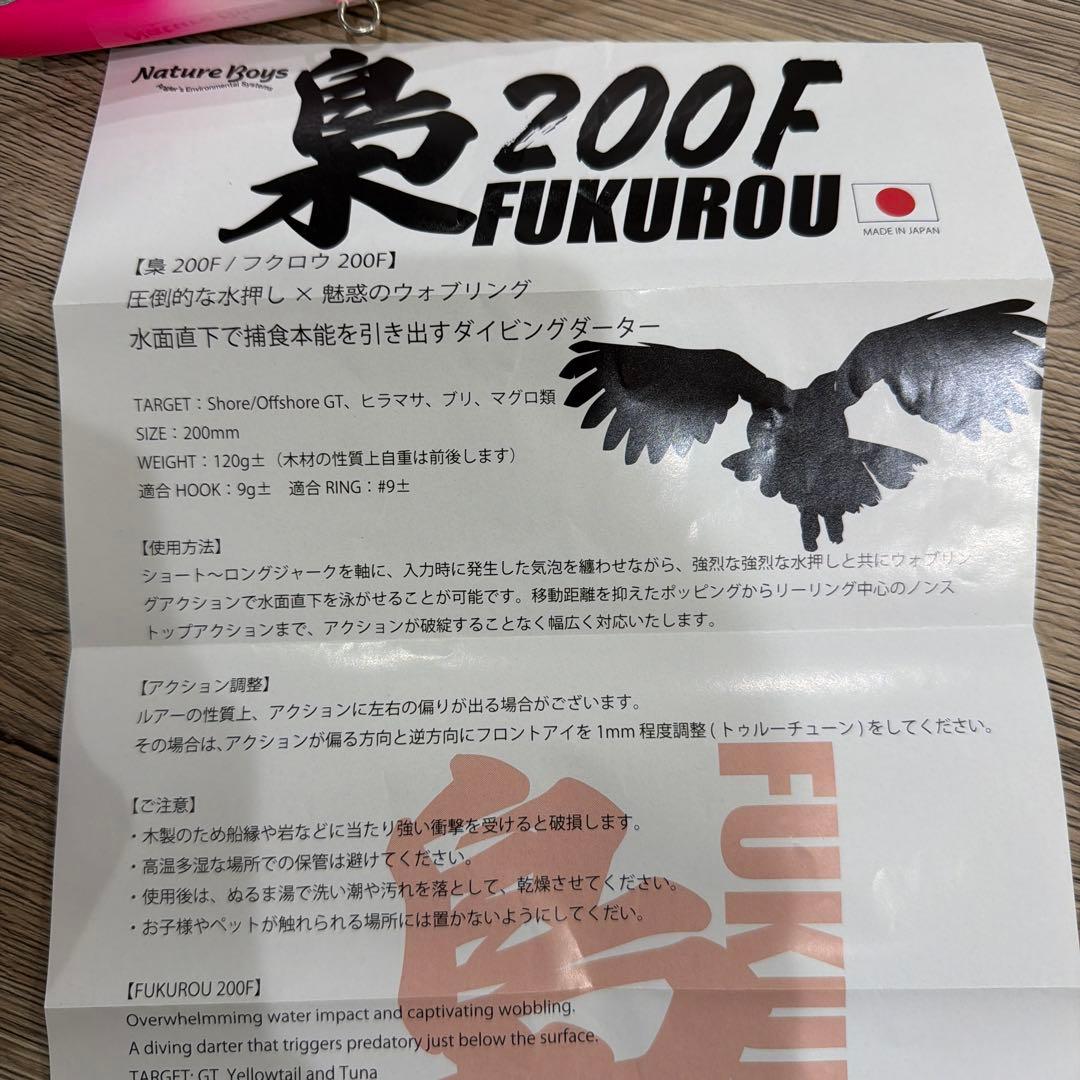 Nature Boys
Angler's Environmental Systems
梟 200F
FUKUROU
MADE IN JAPAN
【梟 200F / フクロウ 200F】
圧倒的な水押し × 魅惑のウォブリング
水面直下で捕食本能を引き出すダイビングダーター
TARGET：Shore/Offshore GT、ヒラマサ、ブリ、マグロ類
SIZE：200mm
WEIGHT：120g±（木材の性質上自重は前後します）
適合 HOOK：9g±　適合 RING：#9±
【使用方法】
ショート～ロングジャークを軸に、入力時に発生した気泡を纏わせながら、強烈な強烈な水押しと共にウォブリン
グアクションで水面直下を泳がせることが可能です。移動距離を抑えたポッピングからリーリング中心のノンス
トップアクションまで、アクションが破綻することなく幅広く対応いたします。
【アクション調整】
ルアーの性質上、アクションに左右の偏りが出る場合がございます。
その場合は、アクションが偏る方向と逆方向にフロントアイを 1mm 程度調整 ( トゥルーチューン ) をしてください。
【ご注意】
・木製のため船縁や岩などに当たり強い衝撃を受けると破損します。
・高温多湿な場所での保管は避けてください。
・使用後は、ぬるま湯で洗い潮や汚れを落として、乾燥させてください。
・お子様やペットが触れられる場所には置かないようにしてくだい。
【FUKUROU 200F】
Overwhelmmimg water impact and captivating wobbling.
A diving darter that triggers predatory just below the surface.
TARGET: GT, Yellowtail and Tuna
梟
FUKU